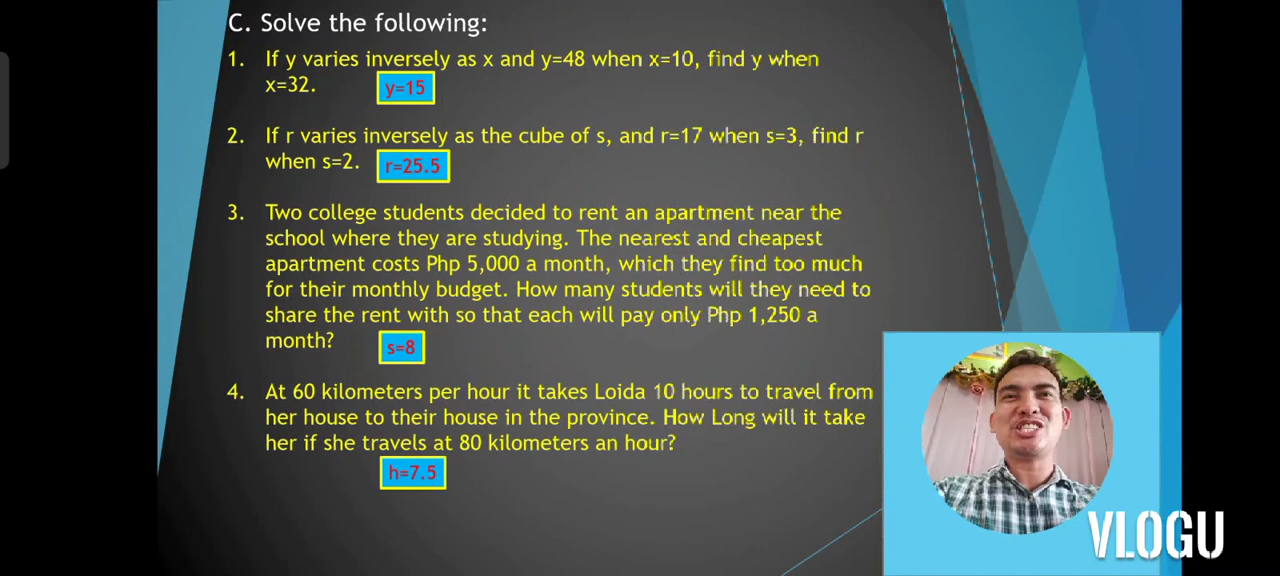 C. Solve the following:
1. If y varies inversely as x and y=48 when x=10, find y when
x=32.
y=15
2. If r varies inversely as the cube of s, and r=17 when s=3, find r
when s=2.
r=25.5
3. Two college students decided to rent an apartment near the
school where they are studying. The nearest and cheapest
apartment costs Php 5,000 a month, which they find too much
for their monthly budget. How many students will they need to
share the rent with so that each will pay only Php 1,250 a
month?
s=8
4. At 60 kilometers per hour it takes Loida 10 hours to travel from
her house to their house in the province. How Long will it take
her if she travels at 80 kilometers an hour?
h=7.5
VLOGU